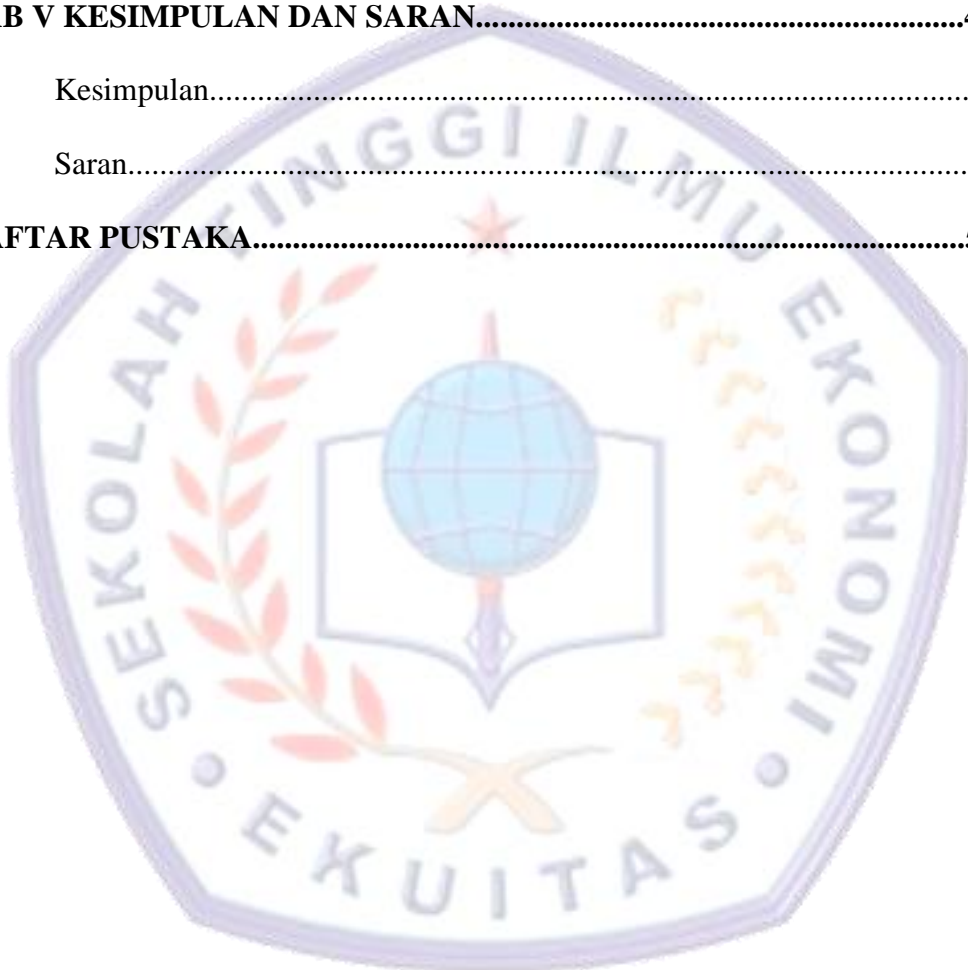 AB V KESIMPULAN DAN SARAN................................................................
Kesimpulan................................................................
Saran................................................................
AFTAR PUSTAKA................................................................
SEKOLAH TINGGI ILMU EKONOMI
• EKUITAS •